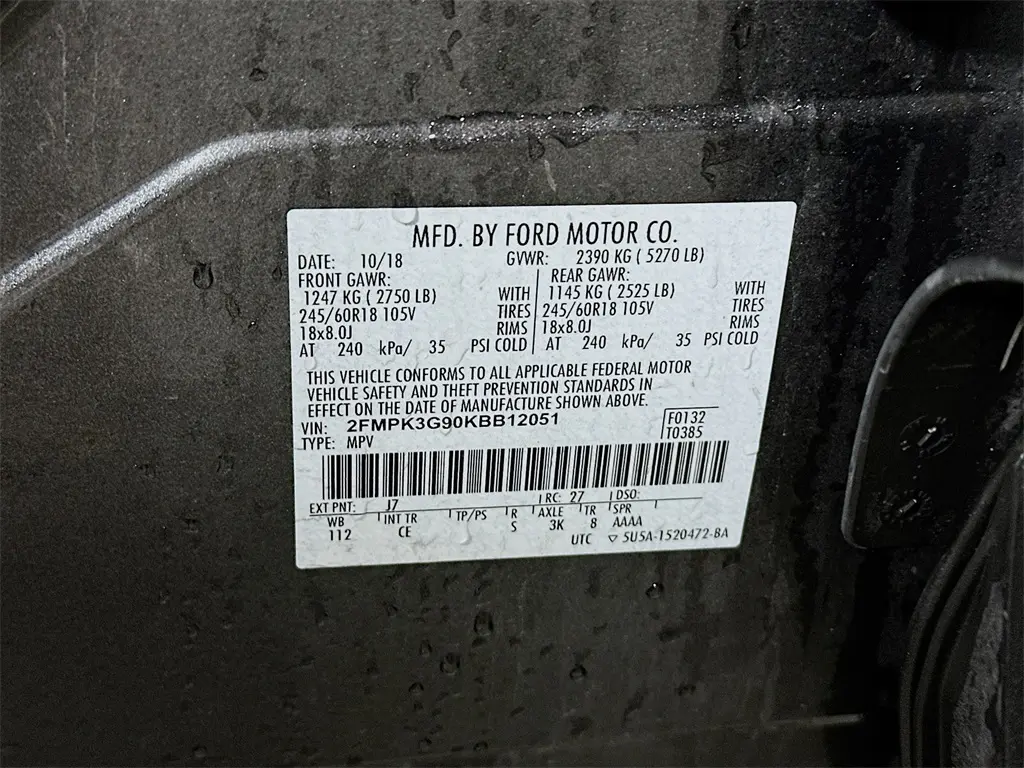 MFD. BY FORD MOTOR CO.
DATE: 10/18 GVWR: 2390 KG ( 5270 LB)
FRONT GAWR: REAR GAWR:
1247 KG ( 2750 LB) WITH 1145 KG ( 2525 LB) WITH
245/60R18 105V TIRES 245/60R18 105V TIRES
18x8.0J RIMS 18x8.0J RIMS
AT 240 kPa/ 35 PSI COLD AT 240 kPa/ 35 PSI COLD
THIS VEHICLE CONFORMS TO ALL APPLICABLE FEDERAL MOTOR
VEHICLE SAFETY AND THEFT PREVENTION STANDARDS IN
EFFECT ON THE DATE OF MANUFACTURE SHOWN ABOVE.
VIN: 2FMPK3G90KBB12051 F0132
TYPE: MPV T0385
EXT PNT: J7 RC: 27 DSO:
WB INT TR TP/PS R AXLE TR SPR
112 CE S 3K 8 AAAA
UTC ▽ 5U5A-1520472-BA